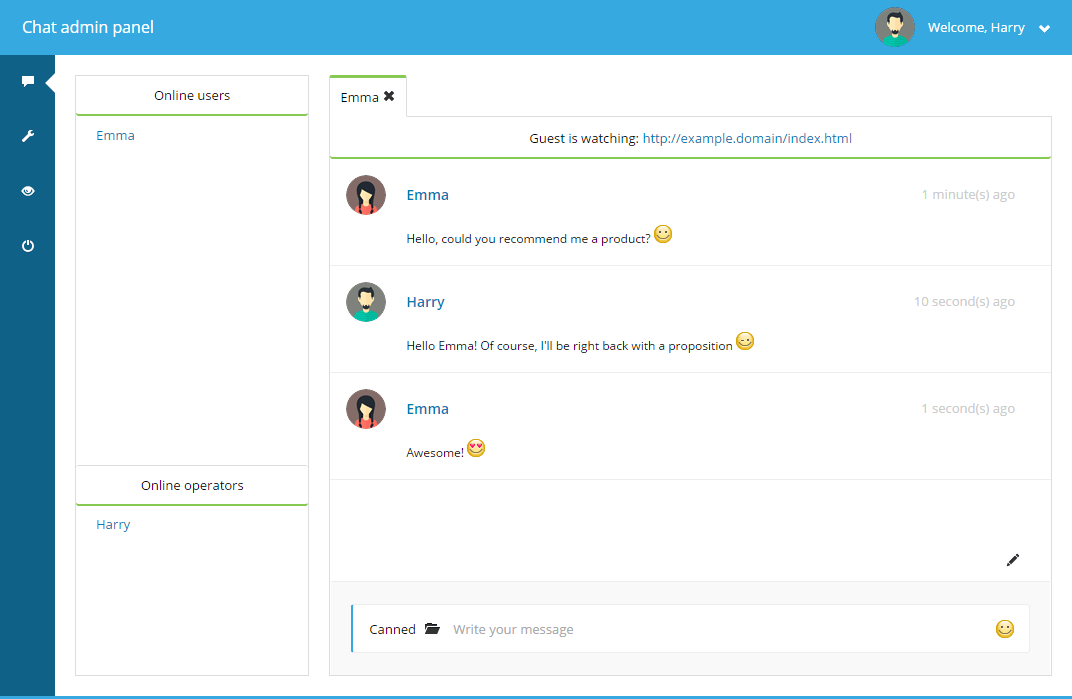 Chat admin panel
Welcome, Harry
Online users
Emma
Online operators
Harry
Emma
Guest is watching: http://example.domain/index.html
Emma
1 minute(s) ago
Hello, could you recommend me a product?
Harry
10 second(s) ago
Hello Emma! Of course, I'll be right back with a proposition
Emma
1 second(s) ago
Awesome!
Canned
Write your message